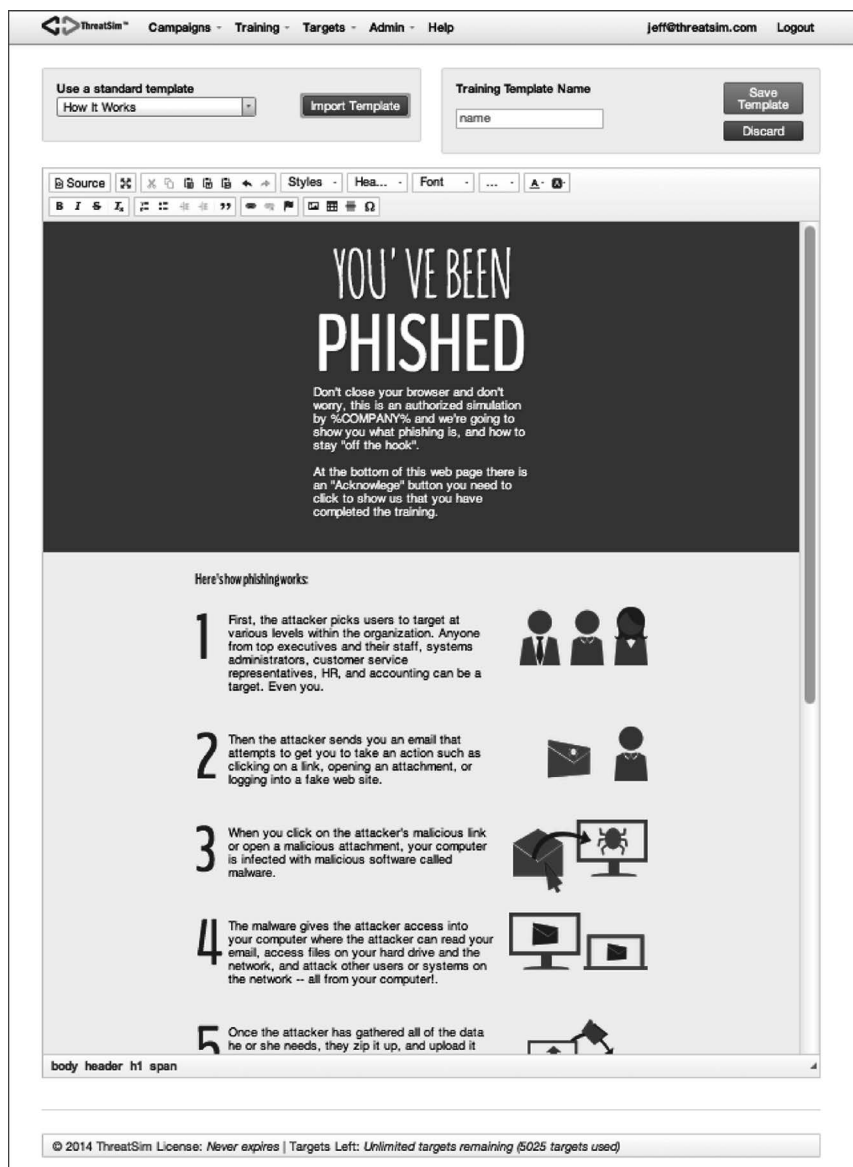 ThreatSim™ Campaigns Training Targets Admin Help jeff@threatsim.com Logout
Use a standard template
How It Works
Import Template
Training Template Name
name
Save
Template
Discard
Source Styles Hea... Font ... A A
B I S Tx Ω
YOU'VE BEEN
PHISHED
Don't close your browser and don't
worry, this is an authorized simulation
by %COMPANY% and we're going to
show you what phishing is, and how to
stay "off the hook".
At the bottom of this web page there is
an "Acknowlege" button you need to
click to show us that you have
completed the training.
Here's how phishing works:
1
First, the attacker picks users to target at
various levels within the organization. Anyone
from top executives and their staff, systems
administrators, customer service
representatives, HR, and accounting can be a
target. Even you.
2
Then the attacker sends you an email that
attempts to get you to take an action such as
clicking on a link, opening an attachment, or
logging into a fake web site.
3
When you click on the attacker's malicious link
or open a malicious attachment, your computer
is infected with malicious software called
malware.
4
The malware gives the attacker access into
your computer where the attacker can read your
email, access files on your hard drive and the
network, and attack other users or systems on
the network -- all from your computer!.
5
Once the attacker has gathered all of the data
he or she needs, they zip it up, and upload it
body header h1 span
© 2014 ThreatSim License: Never expires | Targets Left: Unlimited targets remaining (5025 targets used)